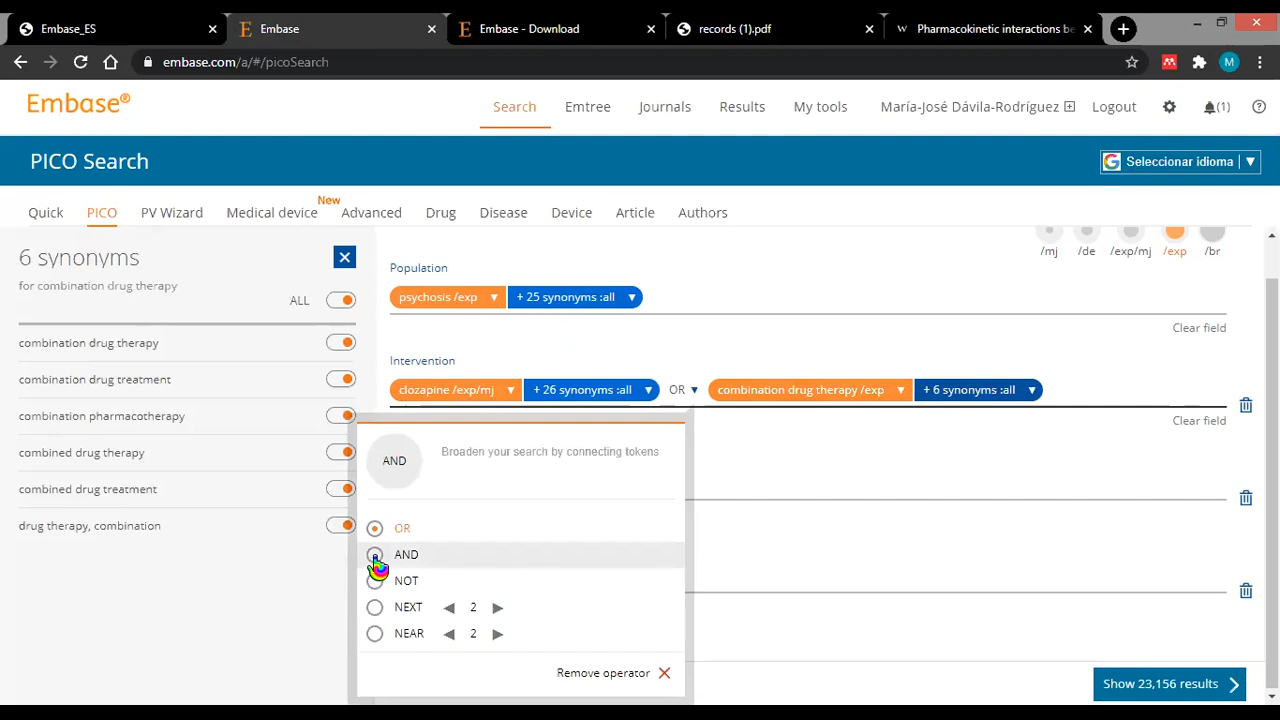 Embase_ES
Embase
Embase - Download
records (1).pdf
Pharmacokinetic interactions be
embase.com/a/#/picoSearch
M
Embase®
Search
Emtree
Journals
Results
My tools
María-José Dávila-Rodríguez
Logout
(1)
PICO Search
Seleccionar idioma
Quick
PICO
PV Wizard
Medical device
New
Advanced
Drug
Disease
Device
Article
Authors
6 synonyms
for combination drug therapy
ALL
combination drug therapy
combination drug treatment
combination pharmacotherapy
combined drug therapy
combined drug treatment
drug therapy, combination
/mj
/de
/exp/mj
/exp
/br
Population
psychosis /exp
+ 25 synonyms :all
Clear field
Intervention
clozapine /exp/mj
+ 26 synonyms :all
OR
combination drug therapy /exp
+ 6 synonyms :all
Clear field
AND
Broaden your search by connecting tokens
OR
AND
NOT
NEXT 2
NEAR 2
Remove operator
Show 23,156 results